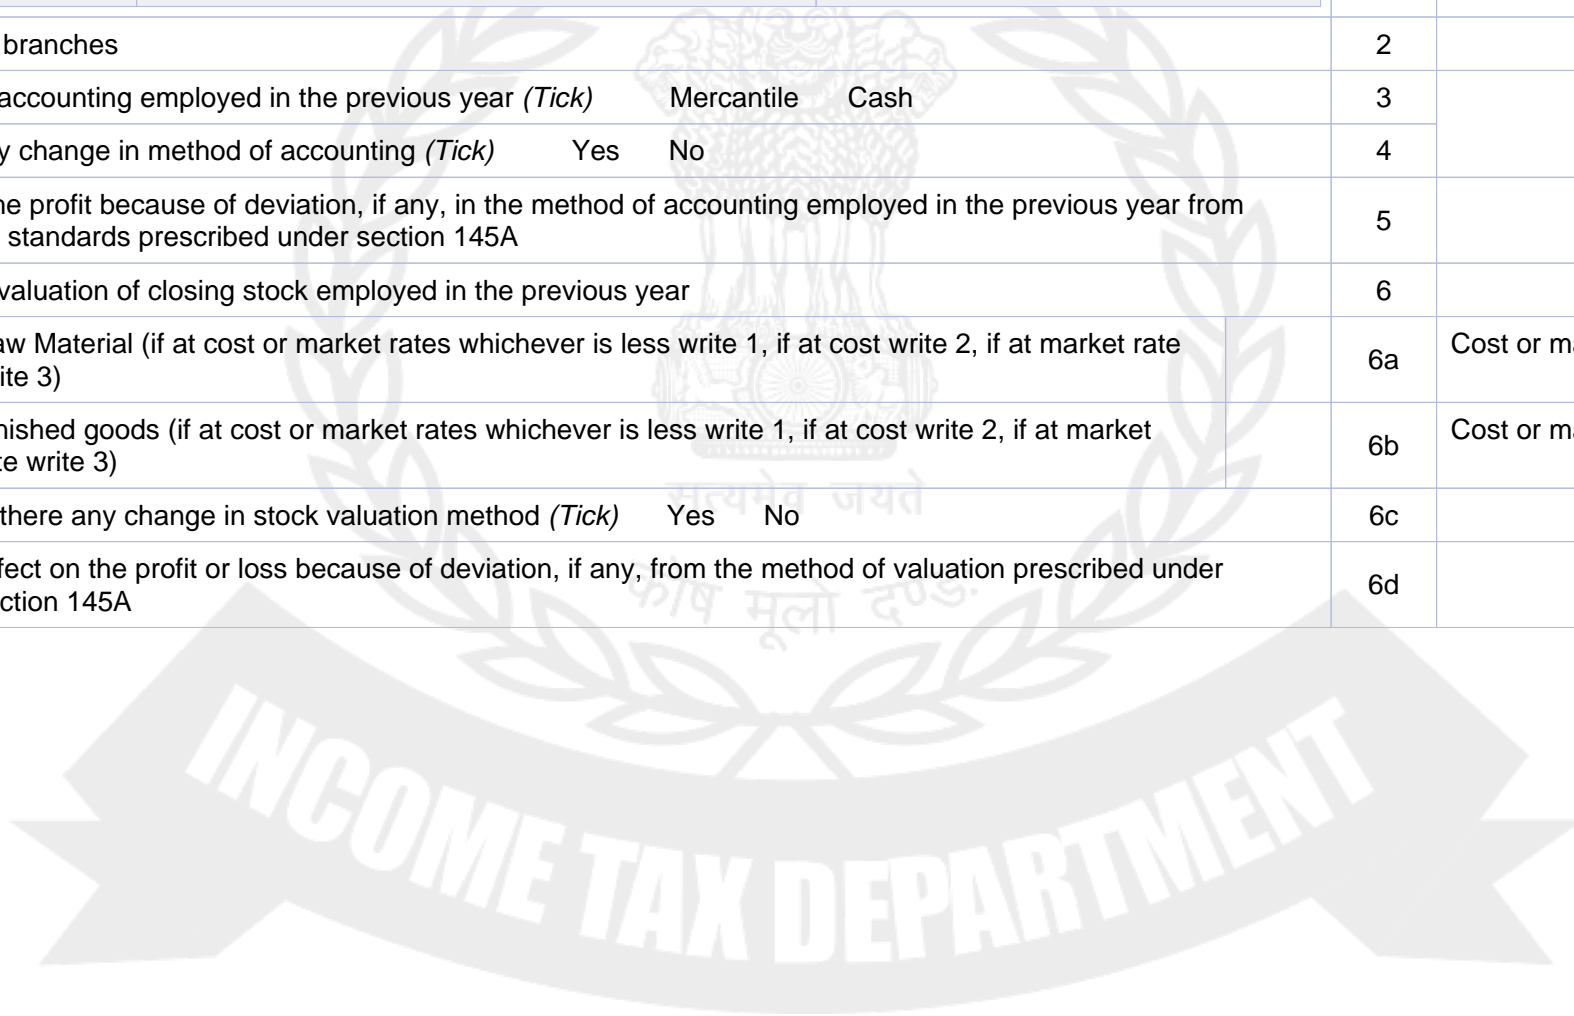 branches 2
accounting employed in the previous year (Tick) Mercantile Cash 3
y change in method of accounting (Tick) Yes No 4
he profit because of deviation, if any, in the method of accounting employed in the previous year from
standards prescribed under section 145A 5
valuation of closing stock employed in the previous year 6
aw Material (if at cost or market rates whichever is less write 1, if at cost write 2, if at market rate
ite 3) 6a Cost or ma
nished goods (if at cost or market rates whichever is less write 1, if at cost write 2, if at market
te write 3) 6b Cost or ma
सत्यमेव जयते
there any change in stock valuation method (Tick) Yes No 6c
fect on the profit or loss because of deviation, if any, from the method of valuation prescribed under
ction 145A 6d
कोष मूलो दण्ड:
INCOME TAX DEPARTMENT